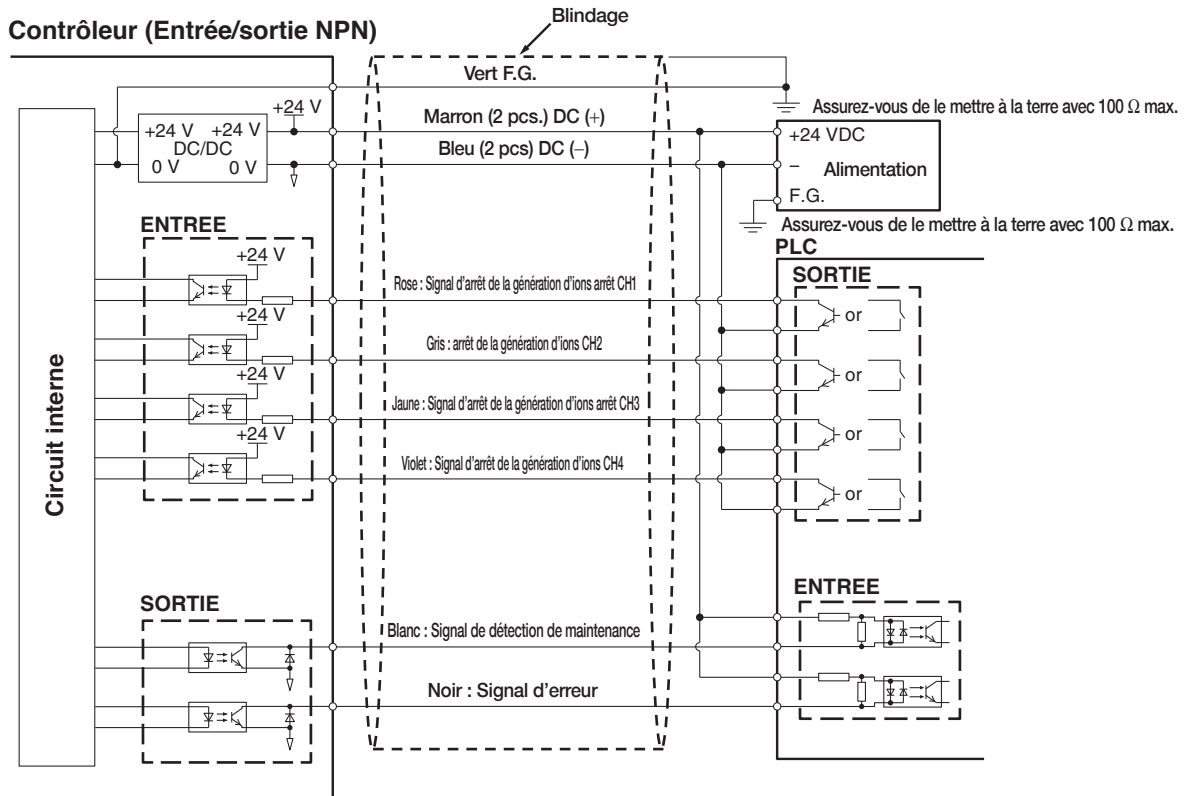 Blindage
Contrôleur (Entrée/sortie NPN)
Vert F.G.
+24 V
Marron (2 pcs.) DC (+)
Assurez-vous de le mettre à la terre avec 100 Ω max.
+24 V +24 V
+24 VDC
DC/DC
Bleu (2 pcs) DC (–)
0 V 0 V
– Alimentation
F.G.
ENTREE
Assurez-vous de le mettre à la terre avec 100 Ω max.
PLC
+24 V
SORTIE
Rose : Signal d'arrêt de la génération d'ions arrêt CH1
or
+24 V
Gris : arrêt de la génération d'ions CH2
or
+24 V
Jaune : Signal d'arrêt de la génération d'ions arrêt CH3
or
+24 V
Violet : Signal d'arrêt de la génération d'ions CH4
or
Circuit interne
ENTREE
SORTIE
Blanc : Signal de détection de maintenance
Noir : Signal d'erreur